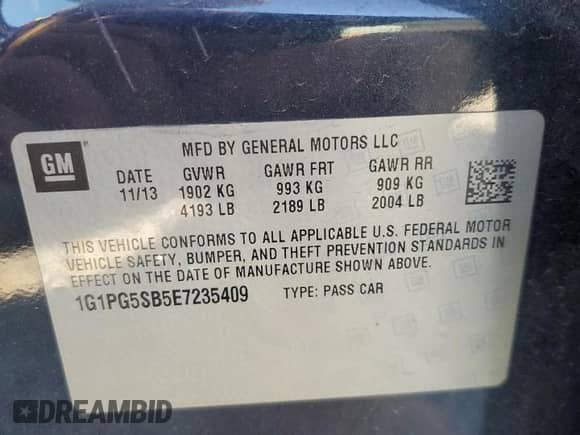 GM
MFD BY GENERAL MOTORS LLC
DATE GVWR GAWR FRT GAWR RR
11/13 1902 KG 993 KG 909 KG
4193 LB 2189 LB 2004 LB
THIS VEHICLE CONFORMS TO ALL APPLICABLE U.S. FEDERAL MOTOR
VEHICLE SAFETY, BUMPER, AND THEFT PREVENTION STANDARDS IN
EFFECT ON THE DATE OF MANUFACTURE SHOWN ABOVE.
1G1PG5SB5E7235409 TYPE: PASS CAR
DREAMBID